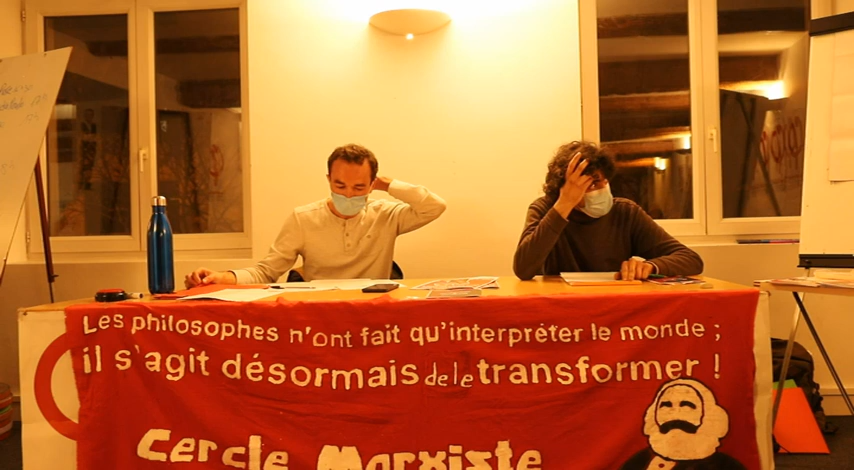 Les philosophes n'ont fait qu'interpréter le monde ;
il s'agit désormais de le transformer !
Cercle Marxiste